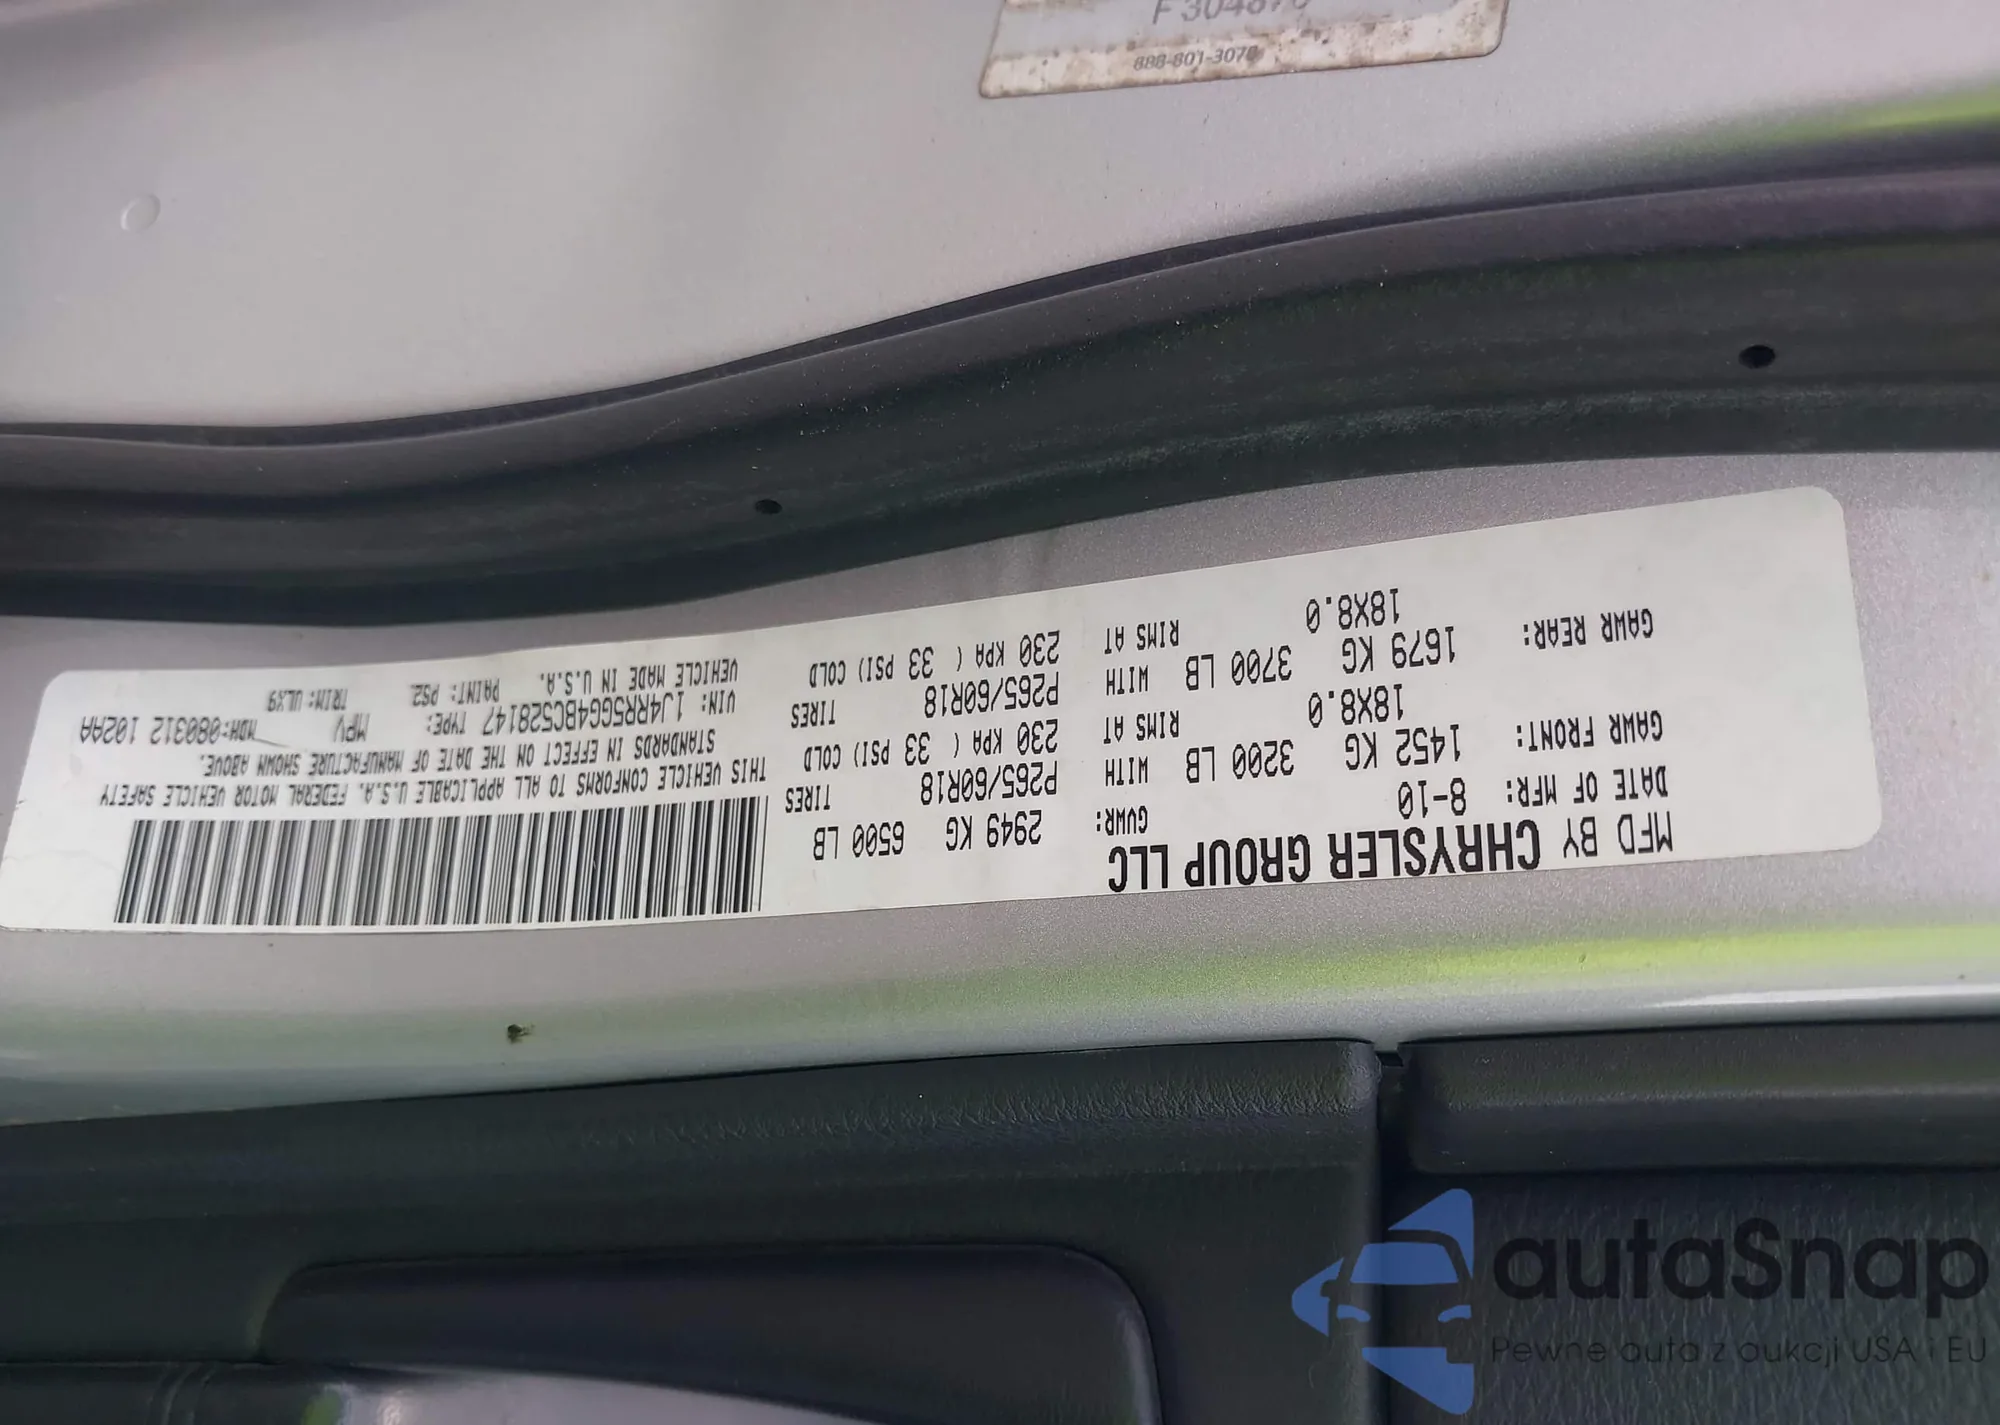 888-801-3070
MFD BY CHRYSLER GROUP LLC
DATE OF MFR: 8-10 GVWR: 2949 KG 6500 LB
GAWR FRONT: 1452 KG 3200 LB WITH P265/60R18 TIRES
18X8.0 RIMS AT 230 KPA ( 33 PSI) COLD
GAWR REAR: 1679 KG 3700 LB WITH P265/60R18 TIRES
18X8.0 RIMS AT 230 KPA ( 33 PSI) COLD
THIS VEHICLE CONFORMS TO ALL APPLICABLE U.S.A. FEDERAL MOTOR VEHICLE SAFETY
STANDARDS IN EFFECT ON THE DATE OF MANUFACTURE SHOWN ABOVE.
VIN: 1J4RR5GG4BC528147 TYPE: MPV MDH:080312 102AA
VEHICLE MADE IN U.S.A. PAINT: PS2 TRIM: ULX9
autaSnap
Pewne auta z aukcji USA i EU